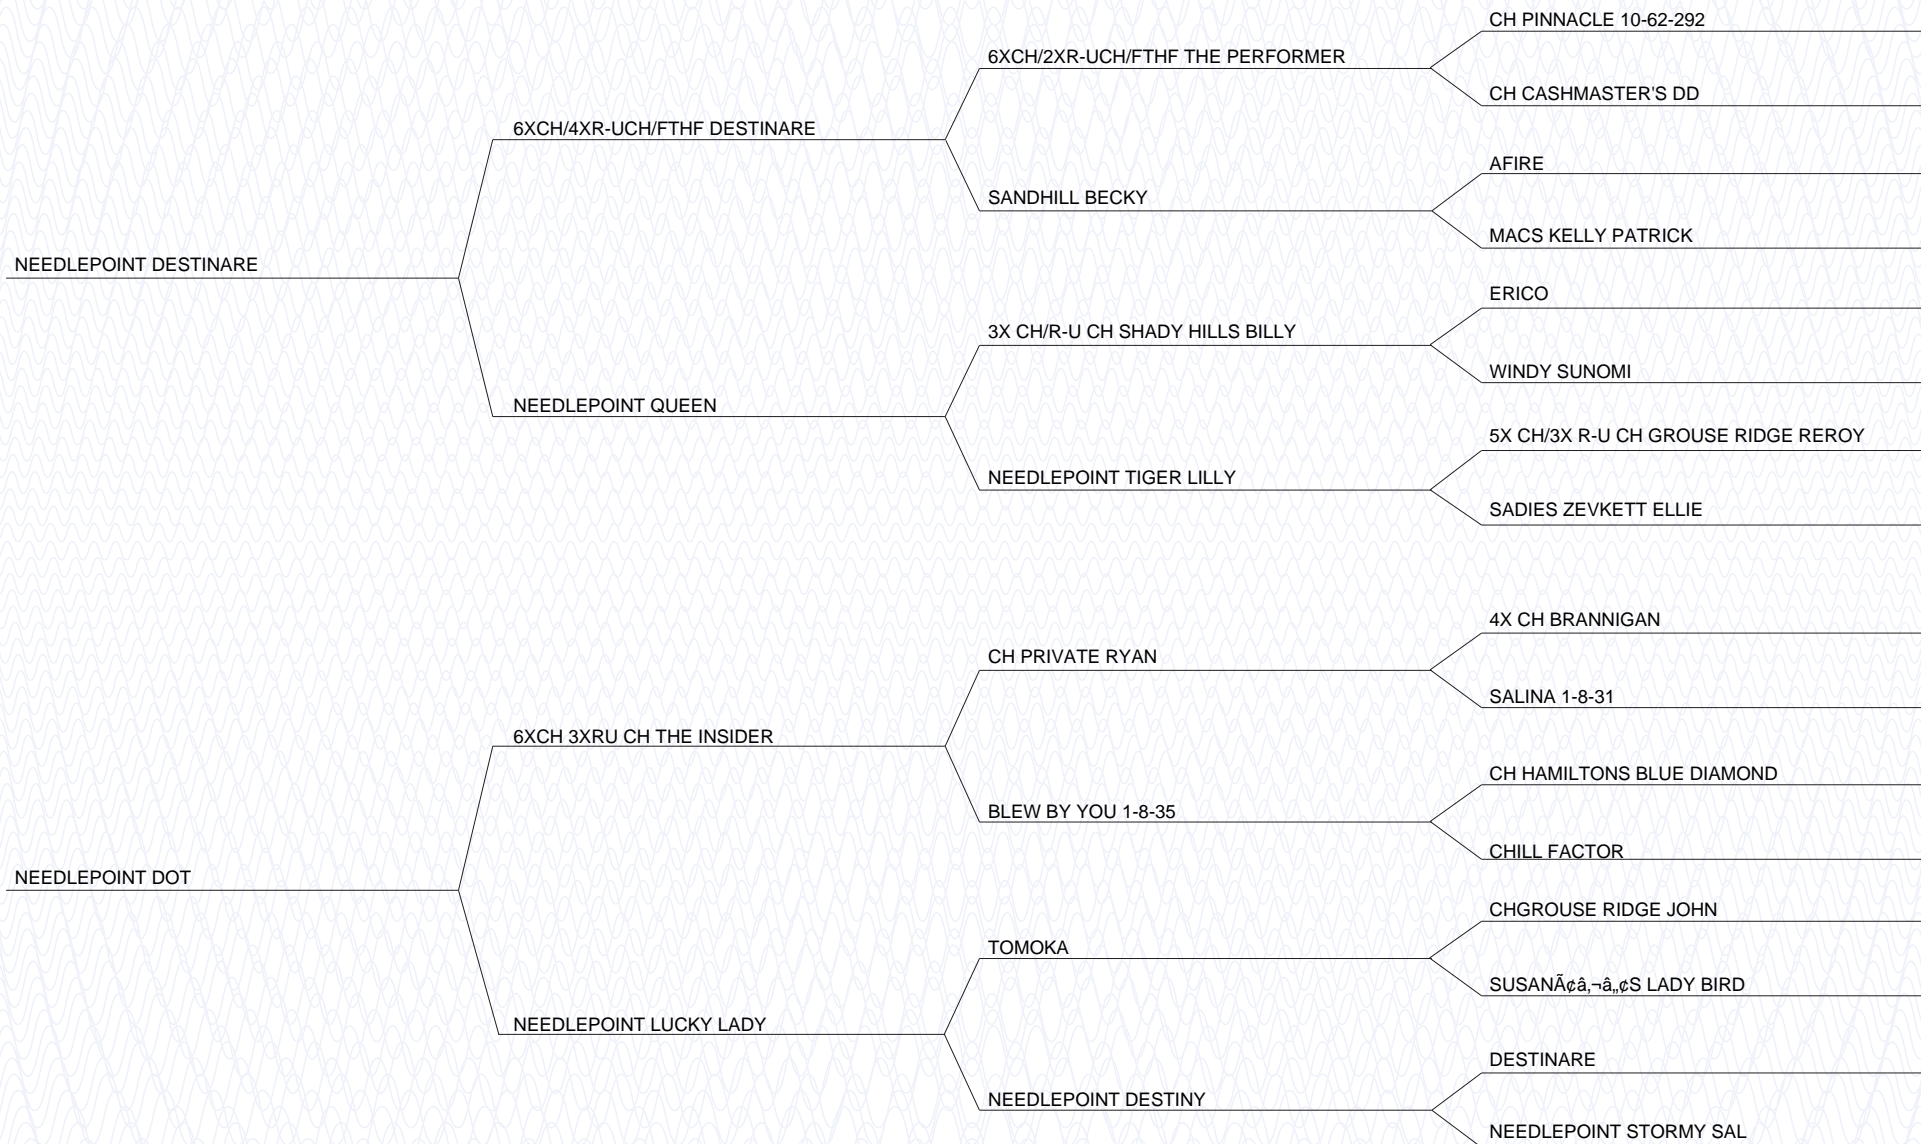 CH PINNACLE 10-62-292
6XCH/2XR-UCH/FTHF THE PERFORMER
CH CASHMASTER'S DD
6XCH/4XR-UCH/FTHF DESTINARE
AFIRE
SANDHILL BECKY
MACS KELLY PATRICK
NEEDLEPOINT DESTINARE
ERICO
3X CH/R-U CH SHADY HILLS BILLY
WINDY SUNOMI
NEEDLEPOINT QUEEN
5X CH/3X R-U CH GROUSE RIDGE REROY
NEEDLEPOINT TIGER LILLY
SADIES ZEVKETT ELLIE
4X CH BRANNIGAN
CH PRIVATE RYAN
SALINA 1-8-31
6XCH 3XRU CH THE INSIDER
CH HAMILTONS BLUE DIAMOND
BLEW BY YOU 1-8-35
CHILL FACTOR
NEEDLEPOINT DOT
CHGROUSE RIDGE JOHN
TOMOKA
SUSANÃ¢â‚¬â„¢S LADY BIRD
NEEDLEPOINT LUCKY LADY
DESTINARE
NEEDLEPOINT DESTINY
NEEDLEPOINT STORMY SAL